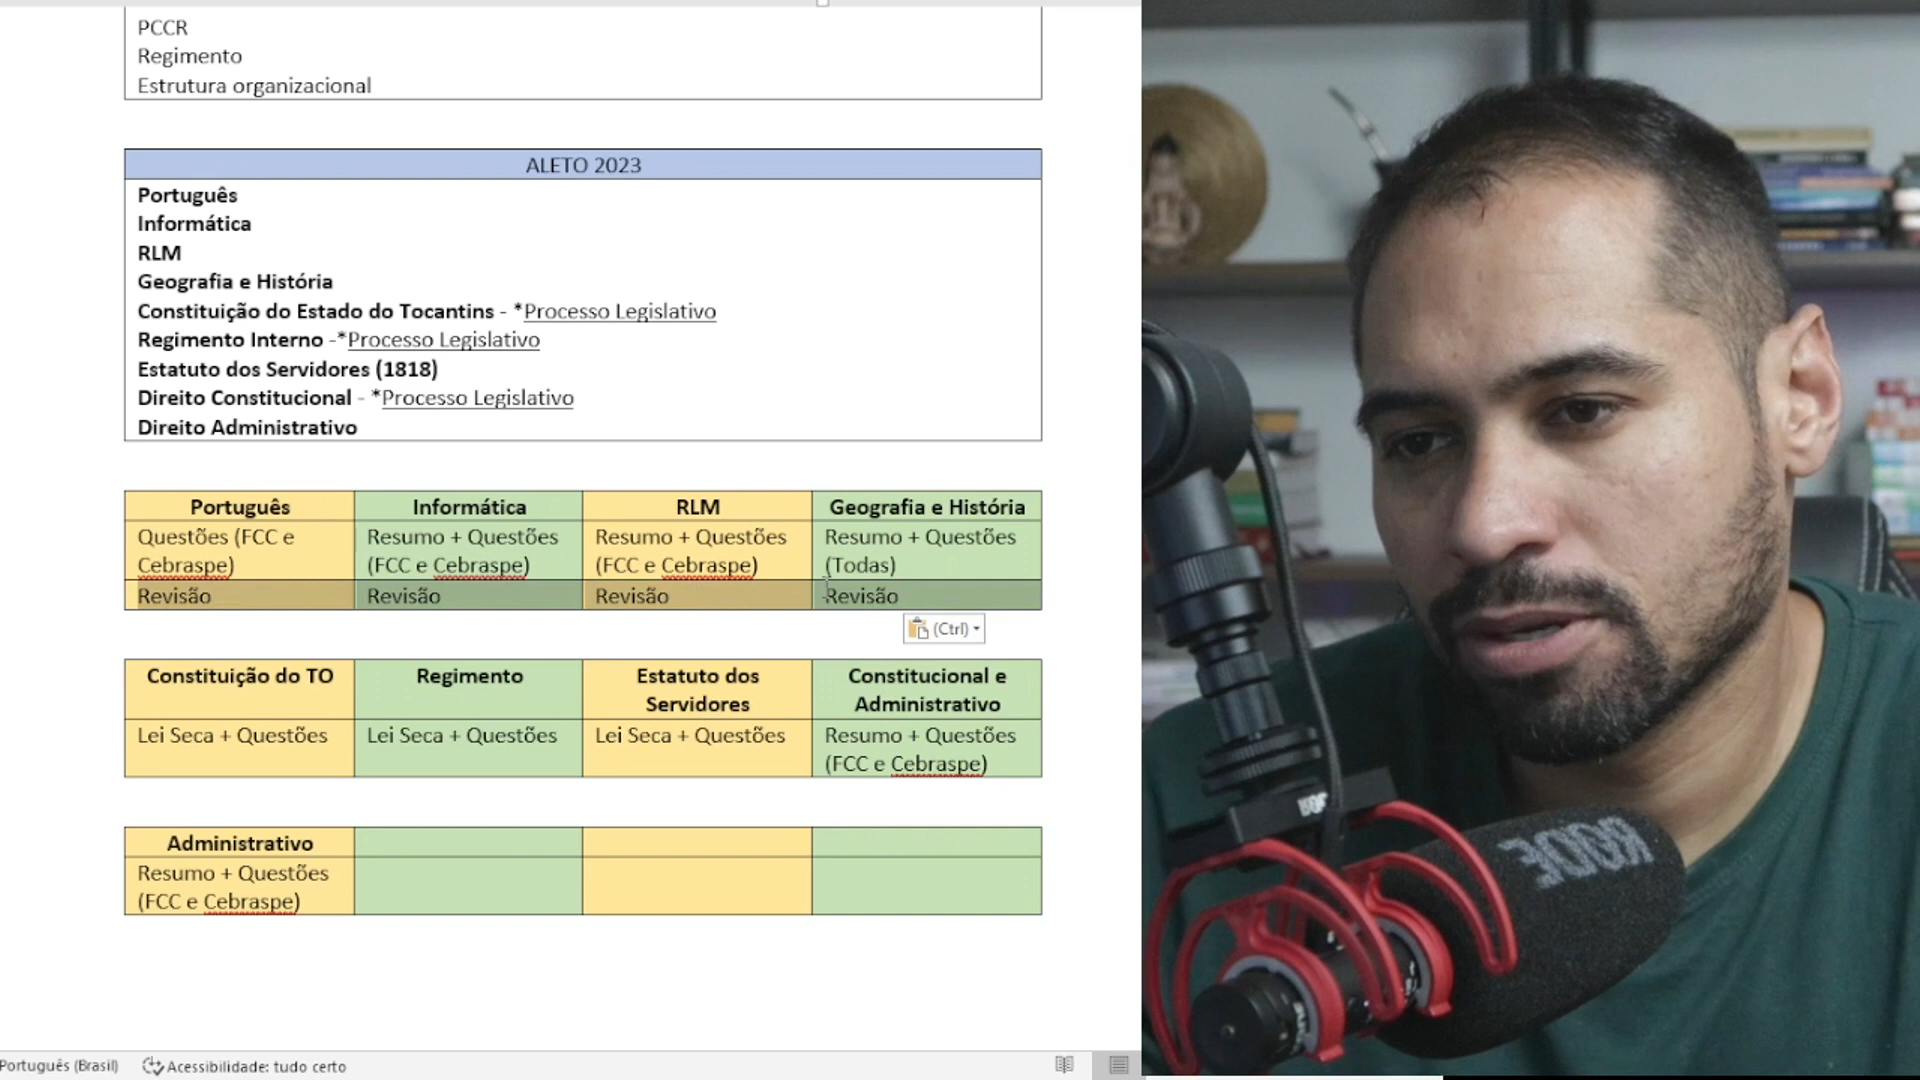 PCCR
Regimento
Estrutura organizacional
ALETO 2023
Português
Informática
RLM
Geografia e História
Constituição do Estado do Tocantins - *Processo Legislativo
Regimento Interno -*Processo Legislativo
Estatuto dos Servidores (1818)
Direito Constitucional - *Processo Legislativo
Direito Administrativo
Português Informática RLM Geografia e História
Questões (FCC e Resumo + Questões Resumo + Questões Resumo + Questões
Cebraspe) (FCC e Cebraspe) (FCC e Cebraspe) (Todas)
Revisão Revisão Revisão Revisão
(Ctrl)
Constituição do TO Regimento Estatuto dos Constitucional e
Servidores Administrativo
Lei Seca + Questões Lei Seca + Questões Lei Seca + Questões Resumo + Questões
(FCC e Cebraspe)
Administrativo
Resumo + Questões
(FCC e Cebraspe)
Português (Brasil) Acessibilidade: tudo certo
RODE